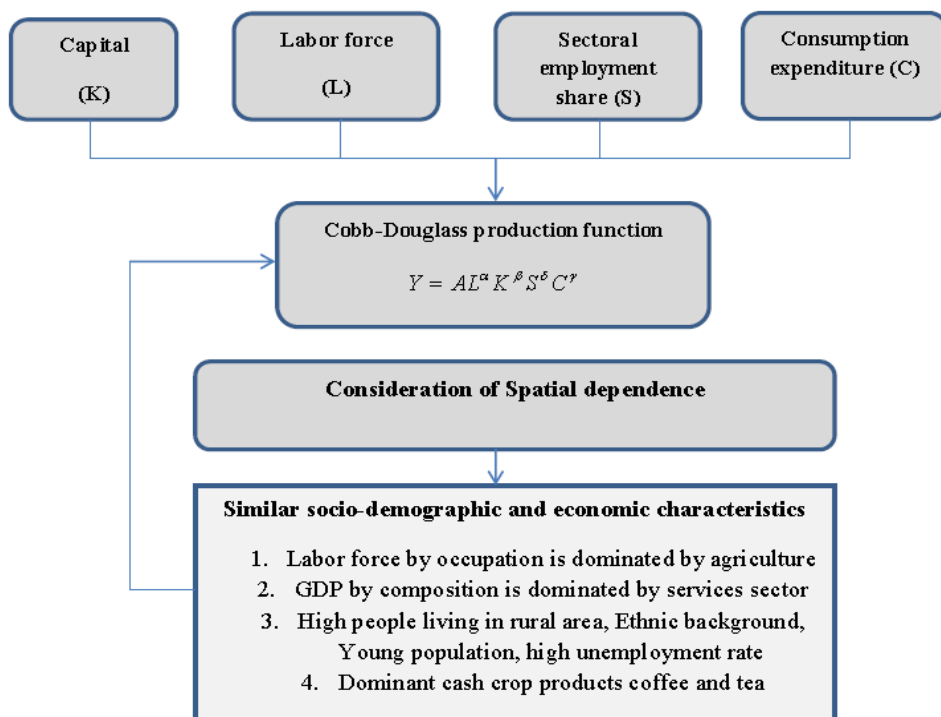 Capital
(K)
Labor force
(L)
Sectoral
employment
share (S)
Consumption
expenditure (C)
Cobb-Douglass production function
Y = AL^α K^β S^δ C^γ
Consideration of Spatial dependence
Similar socio-demographic and economic characteristics
1. Labor force by occupation is dominated by agriculture
2. GDP by composition is dominated by services sector
3. High people living in rural area, Ethnic background,
Young population, high unemployment rate
4. Dominant cash crop products coffee and tea